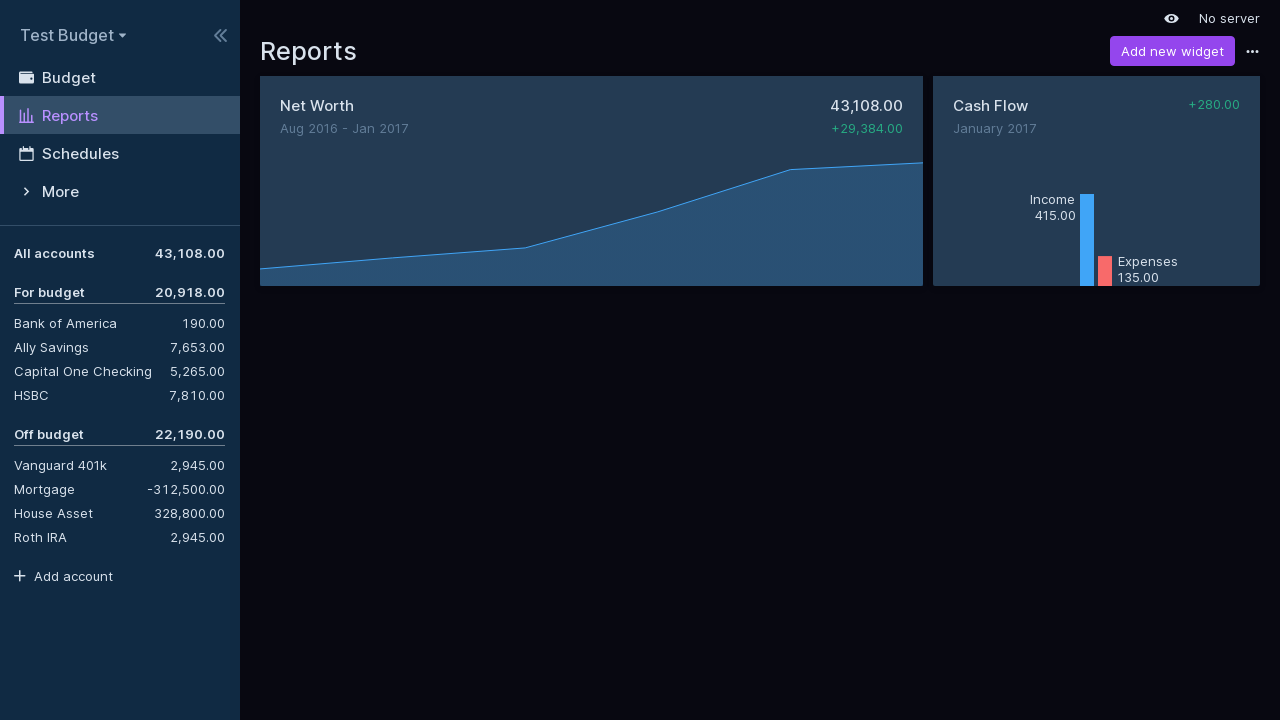 Test Budget
Budget
Reports
Schedules
More
All accounts 43,108.00
For budget 20,918.00
Bank of America 190.00
Ally Savings 7,653.00
Capital One Checking 5,265.00
HSBC 7,810.00
Off budget 22,190.00
Vanguard 401k 2,945.00
Mortgage -312,500.00
House Asset 328,800.00
Roth IRA 2,945.00
Add account
No server
Reports
Add new widget
Net Worth 43,108.00
Aug 2016 - Jan 2017 +29,384.00
Cash Flow +280.00
January 2017
Income
415.00
Expenses
135.00